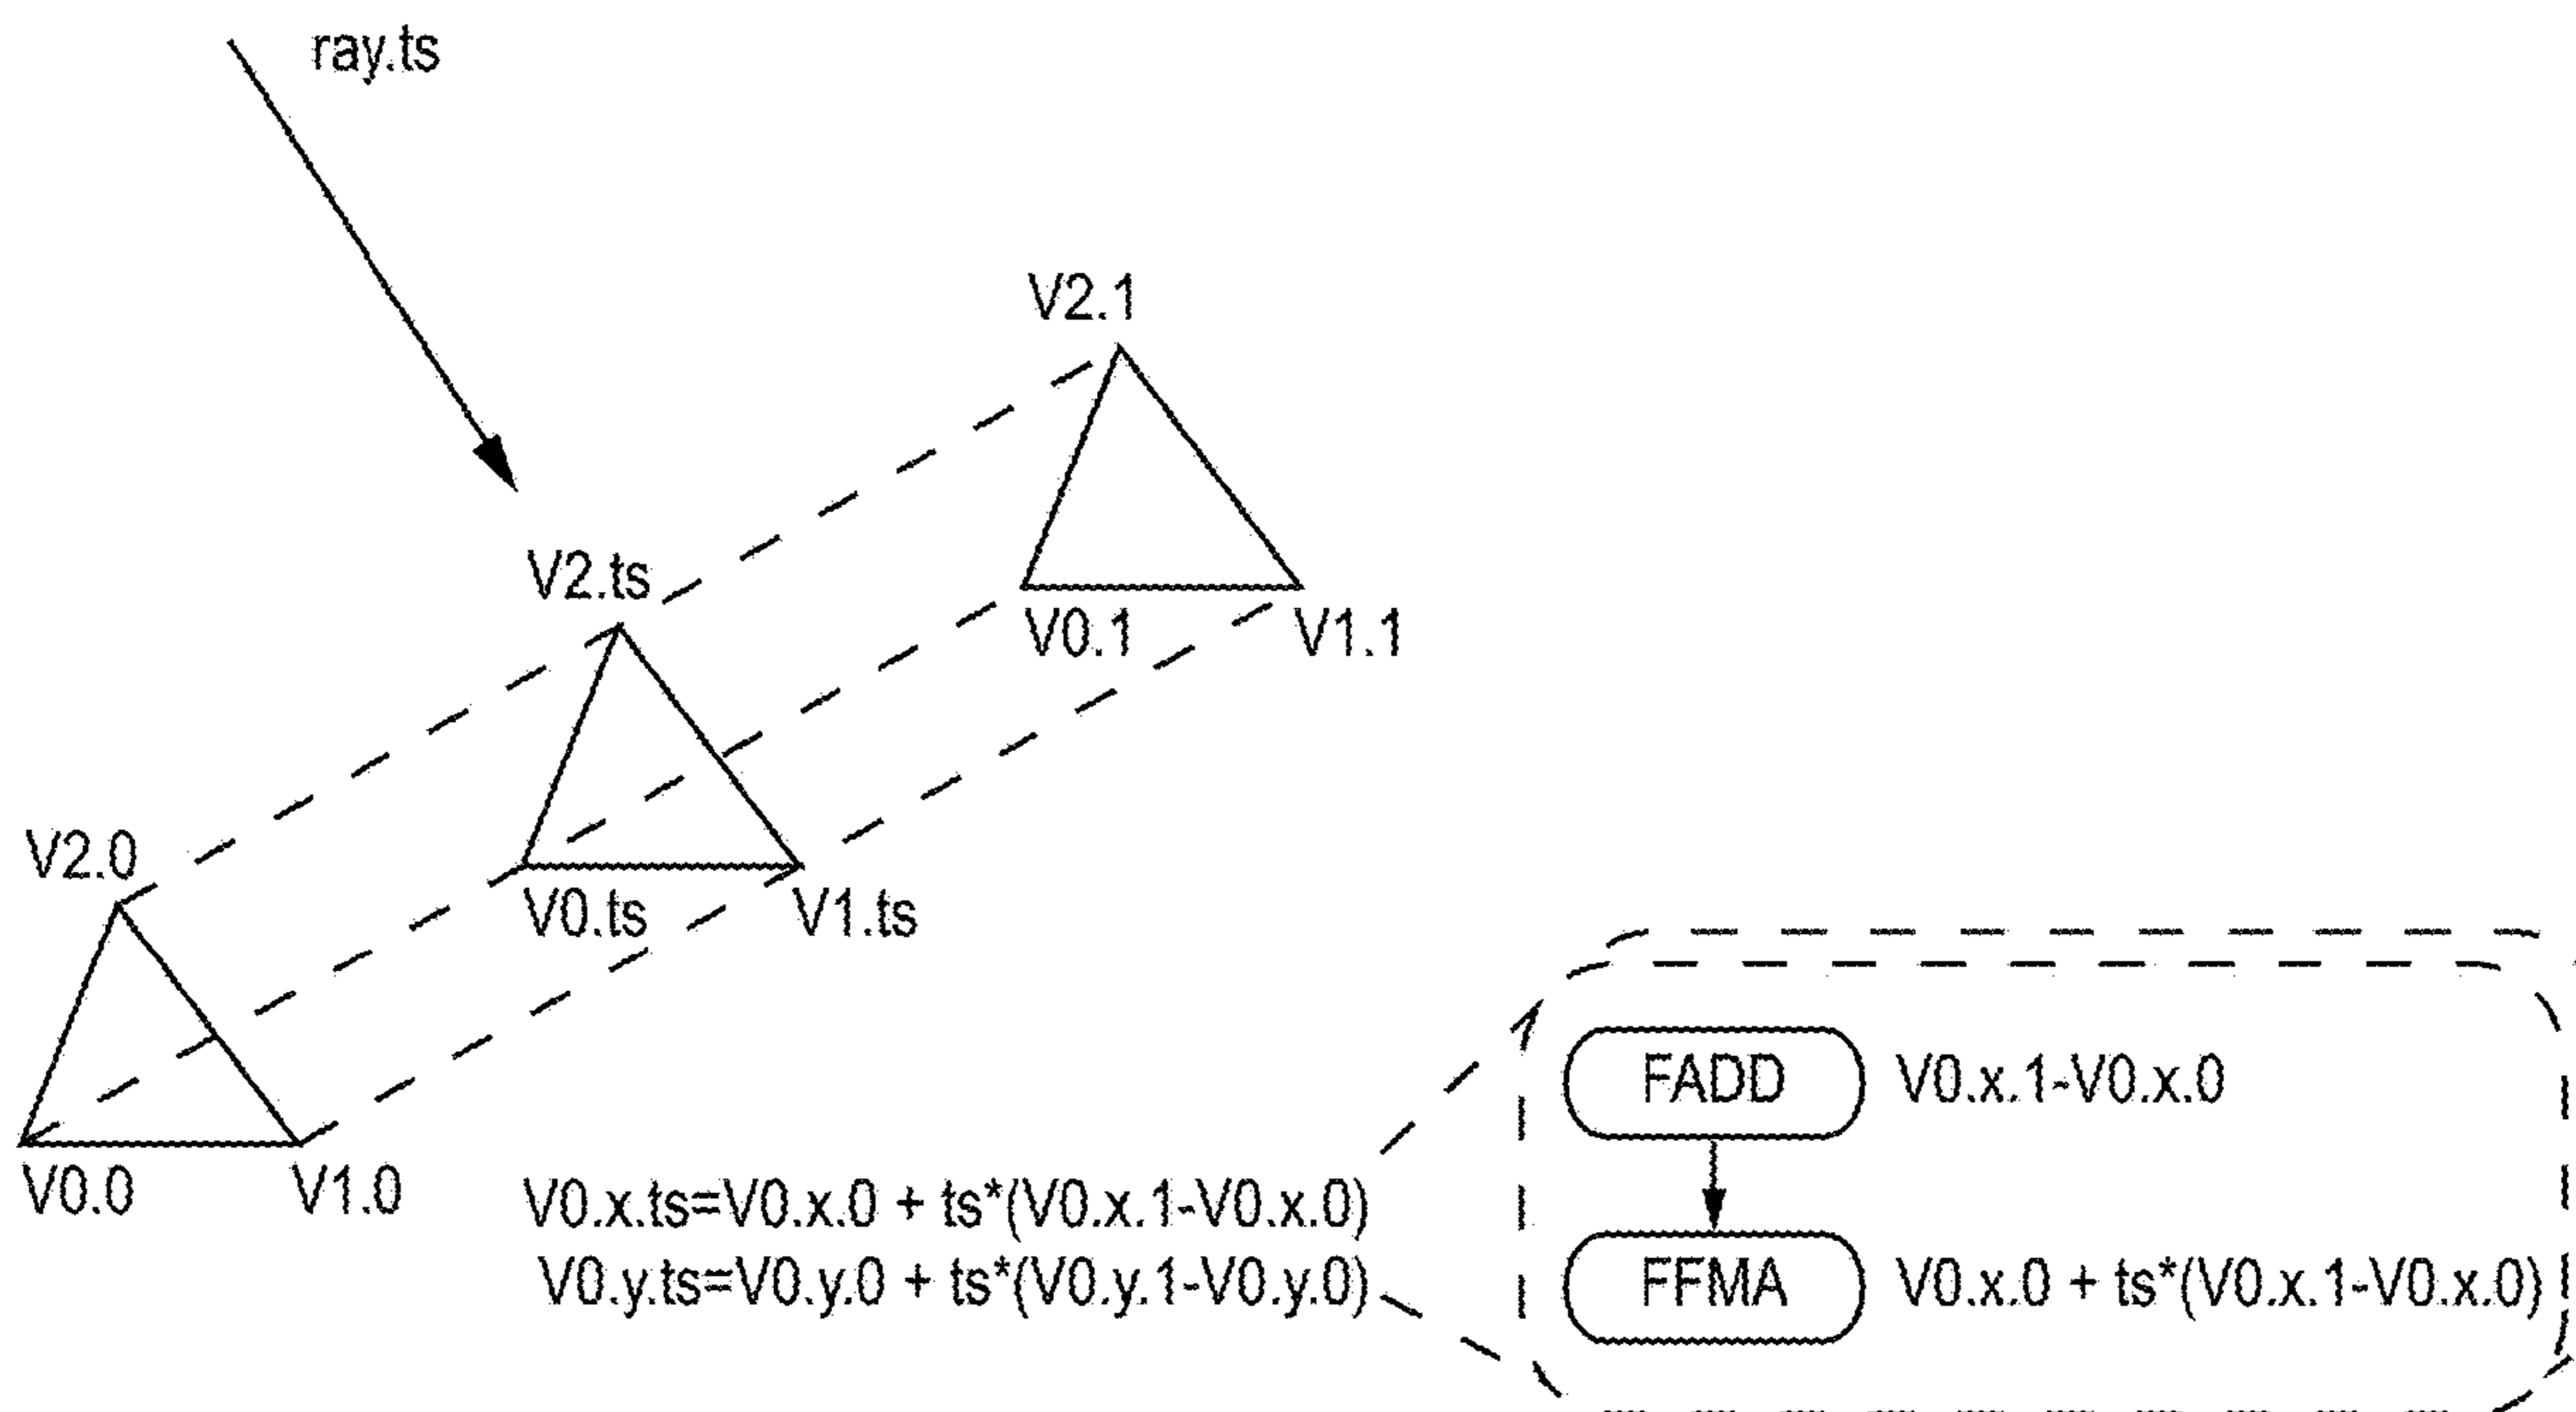 ray.ts
V2.1
V2.ts
V0.1
V1.1
V2.0
V0.ts
V1.ts
V0.0
V1.0
FADD
V0.x.1-V0.x.0
V0.x.ts=V0.x.0 + ts*(V0.x.1-V0.x.0)
V0.y.ts=V0.y.0 + ts*(V0.y.1-V0.y.0)
FFMA
V0.x.0 + ts*(V0.x.1-V0.x.0)